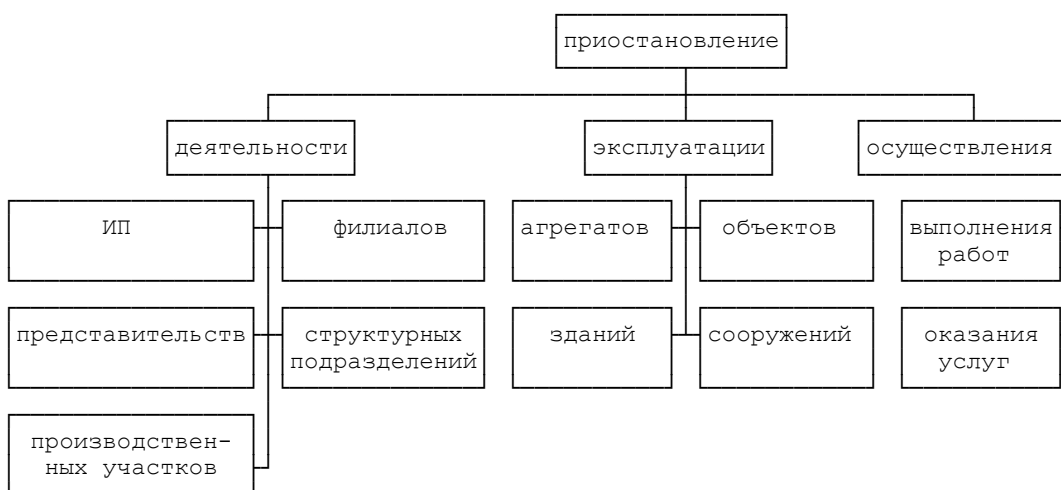 приостановление
деятельности
эксплуатации
осуществления
ИП
филиалов
агрегатов
объектов
выполнения
работ
представительств
структурных
подразделений
зданий
сооружений
оказания
услуг
производствен-
ных участков